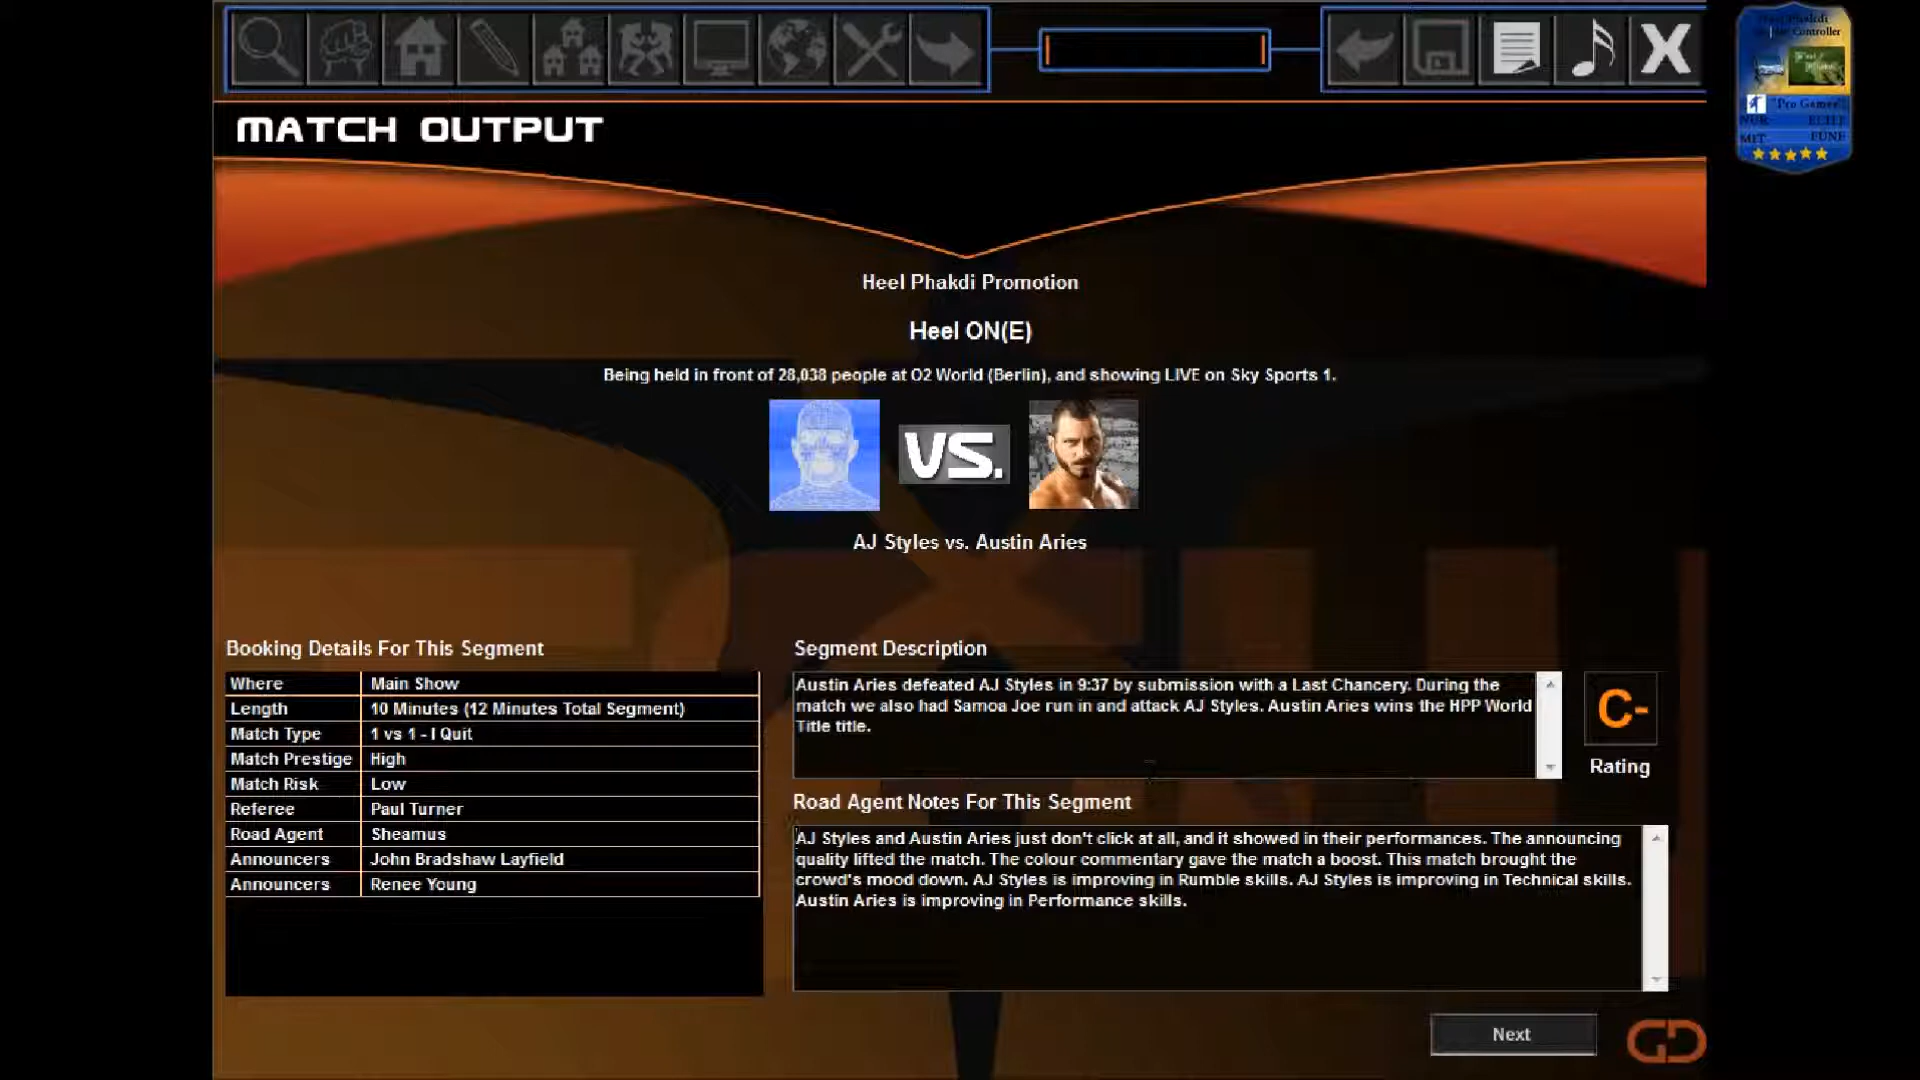 MATCH OUTPUT
Controller
"Pro Gamer"
MIT
FÜNF
Heel Phakdi Promotion
Heel ON(E)
Being held in front of 28,038 people at O2 World (Berlin), and showing LIVE on Sky Sports 1.
VS.
AJ Styles vs. Austin Aries
Booking Details For This Segment
Where Main Show
Length 10 Minutes (12 Minutes Total Segment)
Match Type 1 vs 1 - I Quit
Match Prestige High
Match Risk Low
Referee Paul Turner
Road Agent Sheamus
Announcers John Bradshaw Layfield
Announcers Renee Young
Segment Description
Austin Aries defeated AJ Styles in 9:37 by submission with a Last Chancery. During the
match we also had Samoa Joe run in and attack AJ Styles. Austin Aries wins the HPP World
Title title.
C-
Rating
Road Agent Notes For This Segment
AJ Styles and Austin Aries just don't click at all, and it showed in their performances. The announcing
quality lifted the match. The colour commentary gave the match a boost. This match brought the
crowd's mood down. AJ Styles is improving in Rumble skills. AJ Styles is improving in Technical skills.
Austin Aries is improving in Performance skills.
Next